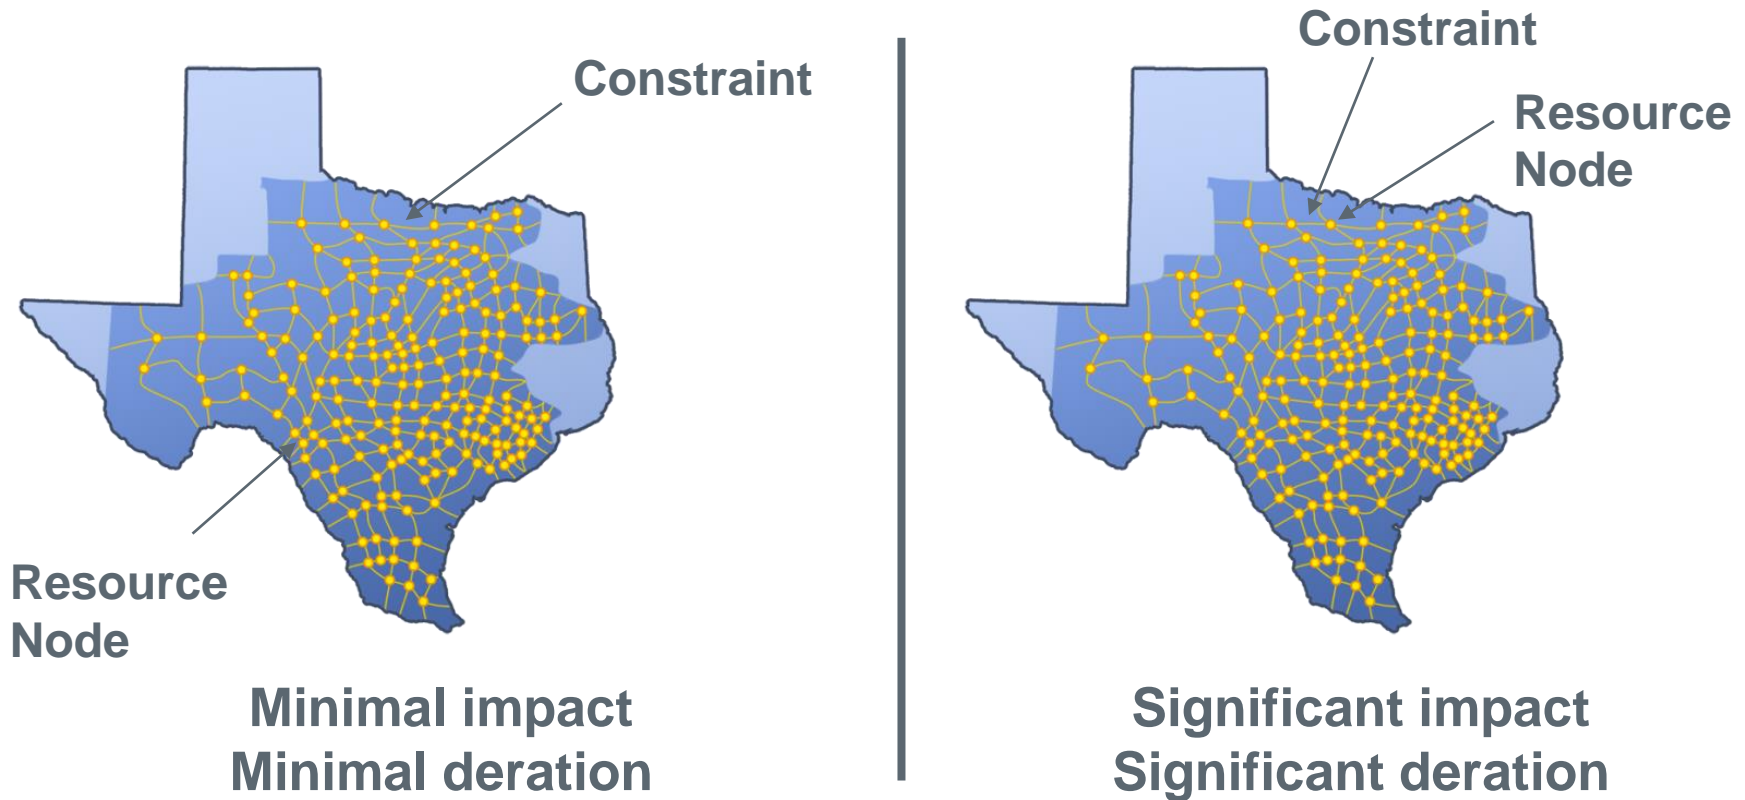 Constraint
Resource
Node
Minimal impact
Minimal deration
Constraint
Resource
Node
Significant impact
Significant deration